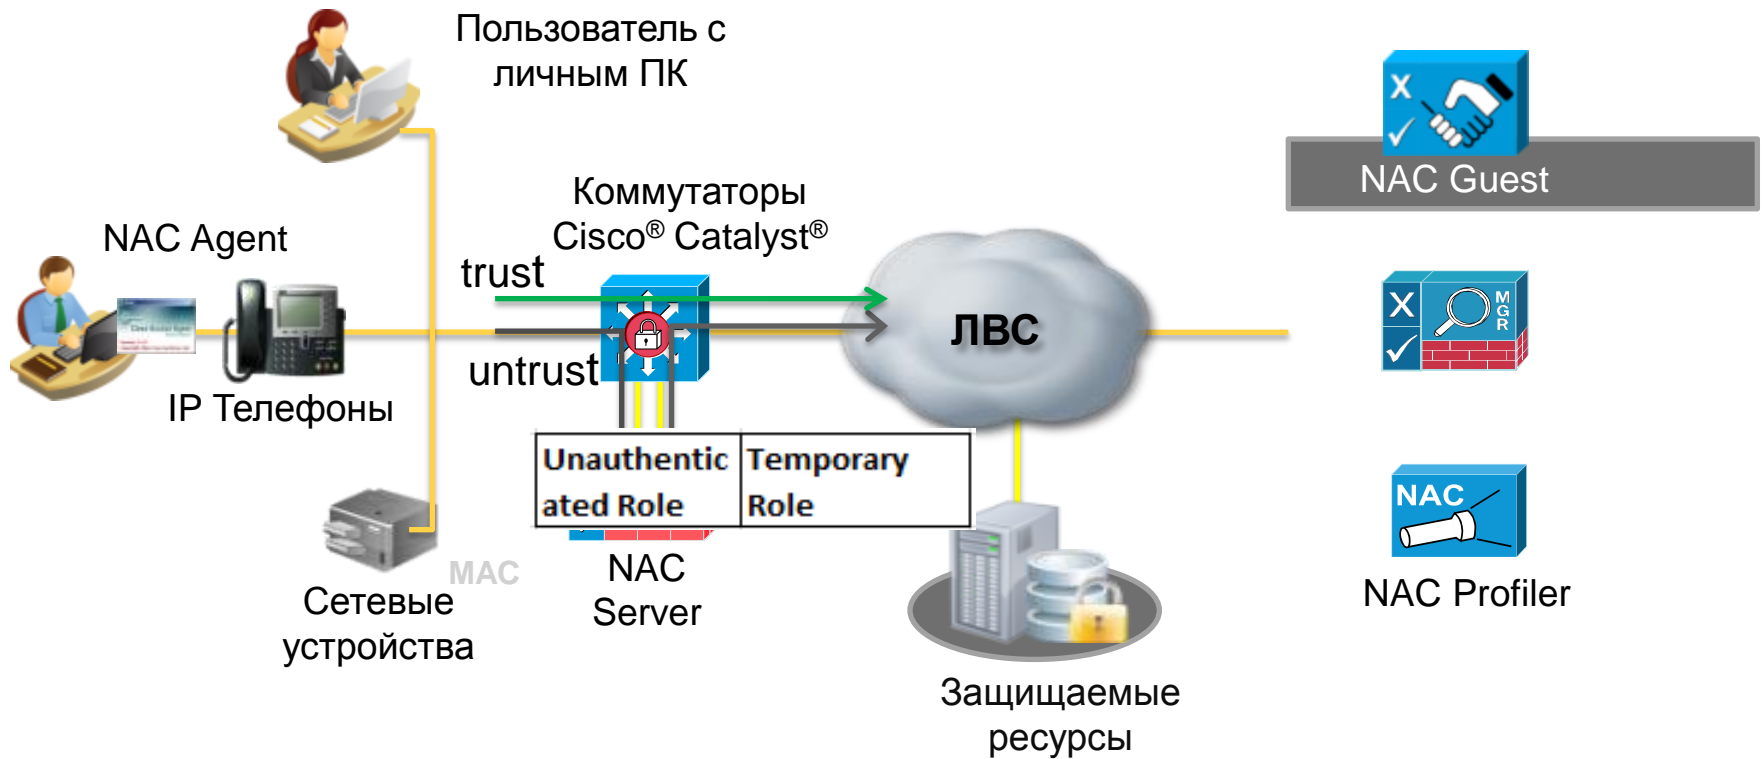 Пользователь с
личным ПК
NAC Guest
Коммутаторы
Cisco® Catalyst®
NAC Agent
trust
ЛВС
MGR
untrust
IP Телефоны
Unauthentic
ated Role
Temporary
Role
NAC
MAC
NAC
Server
Сетевые
устройства
NAC Profiler
Защищаемые
ресурсы